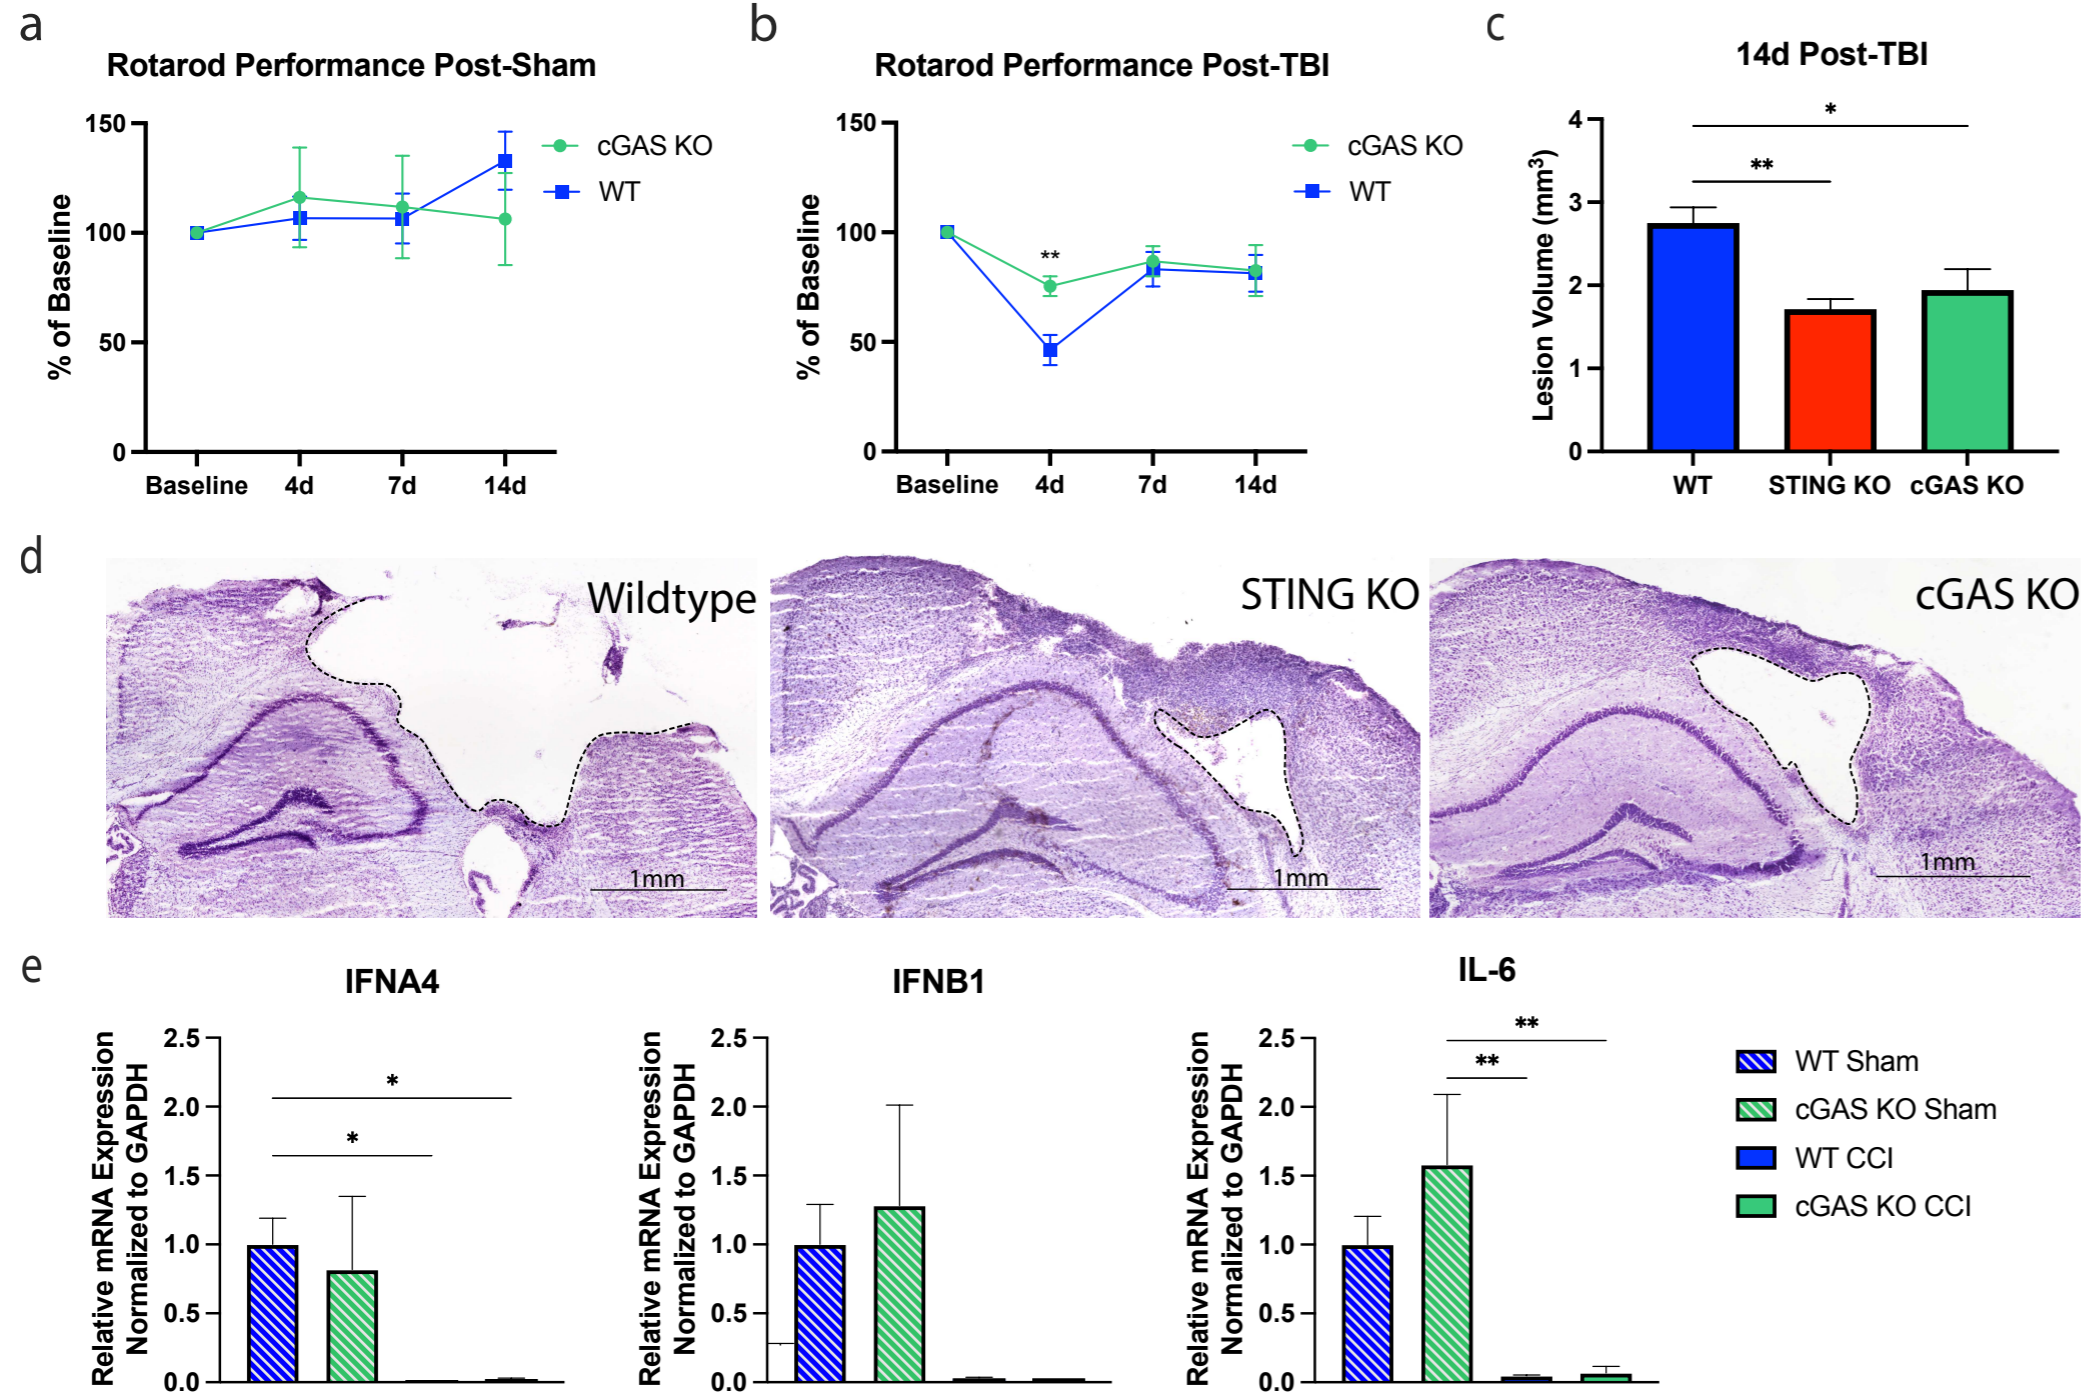 a
Rotarod Performance Post-Sham
% of Baseline
150
100
50
0
Baseline 4d 7d 14d
cGAS KO
WT
b
Rotarod Performance Post-TBI
% of Baseline
150
100
50
0
Baseline 4d 7d 14d
**
cGAS KO
WT
c
14d Post-TBI
Lesion Volume (mm³)
4
3
2
1
0
*
**
WT STING KO cGAS KO
d
Wildtype
1mm
STING KO
1mm
cGAS KO
1mm
e
IFNA4
Relative mRNA Expression
Normalized to GAPDH
2.5
2.0
1.5
1.0
0.5
0.0
*
*
IFNB1
Relative mRNA Expression
Normalized to GAPDH
2.5
2.0
1.5
1.0
0.5
0.0
IL-6
Relative mRNA Expression
Normalized to GAPDH
2.5
2.0
1.5
1.0
0.5
0.0
**
**
WT Sham
cGAS KO Sham
WT CCI
cGAS KO CCI